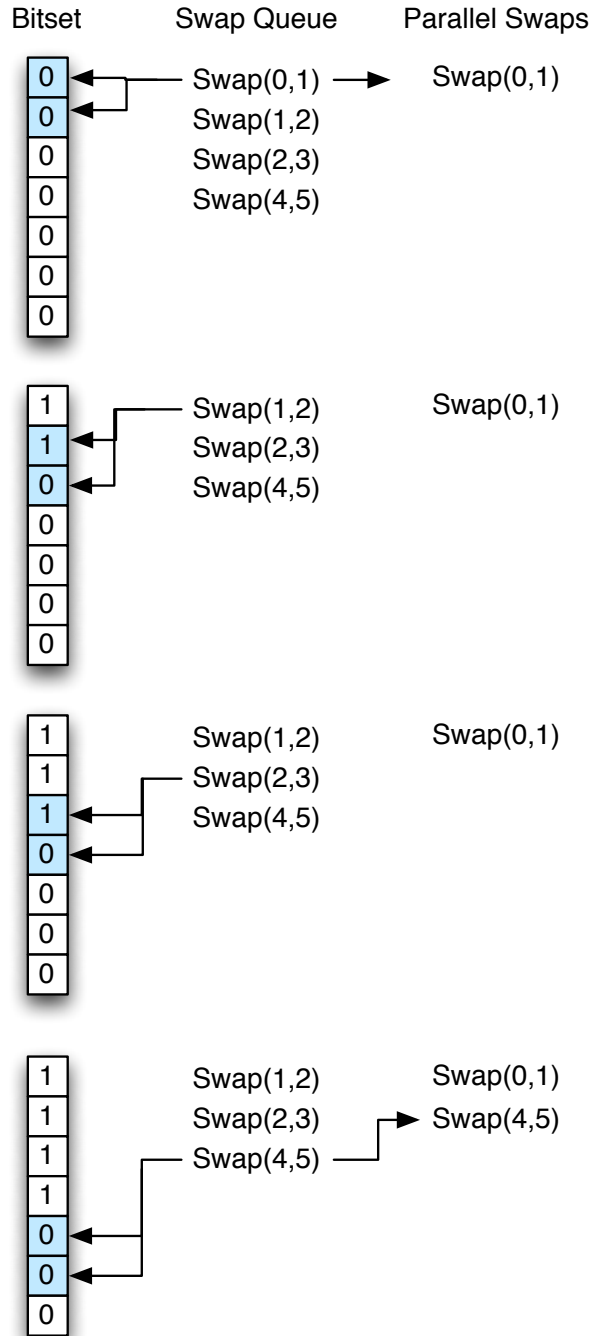 Bitset Swap Queue Parallel Swaps
0 Swap(0,1) Swap(0,1)
0 Swap(1,2)
0 Swap(2,3)
0 Swap(4,5)
0
0
0
1 Swap(1,2) Swap(0,1)
1 Swap(2,3)
0 Swap(4,5)
0
0
0
0
1 Swap(1,2) Swap(0,1)
1 Swap(2,3)
1 Swap(4,5)
0
0
0
0
1 Swap(1,2) Swap(0,1)
1 Swap(2,3) Swap(4,5)
1 Swap(4,5)
1
0
0
0